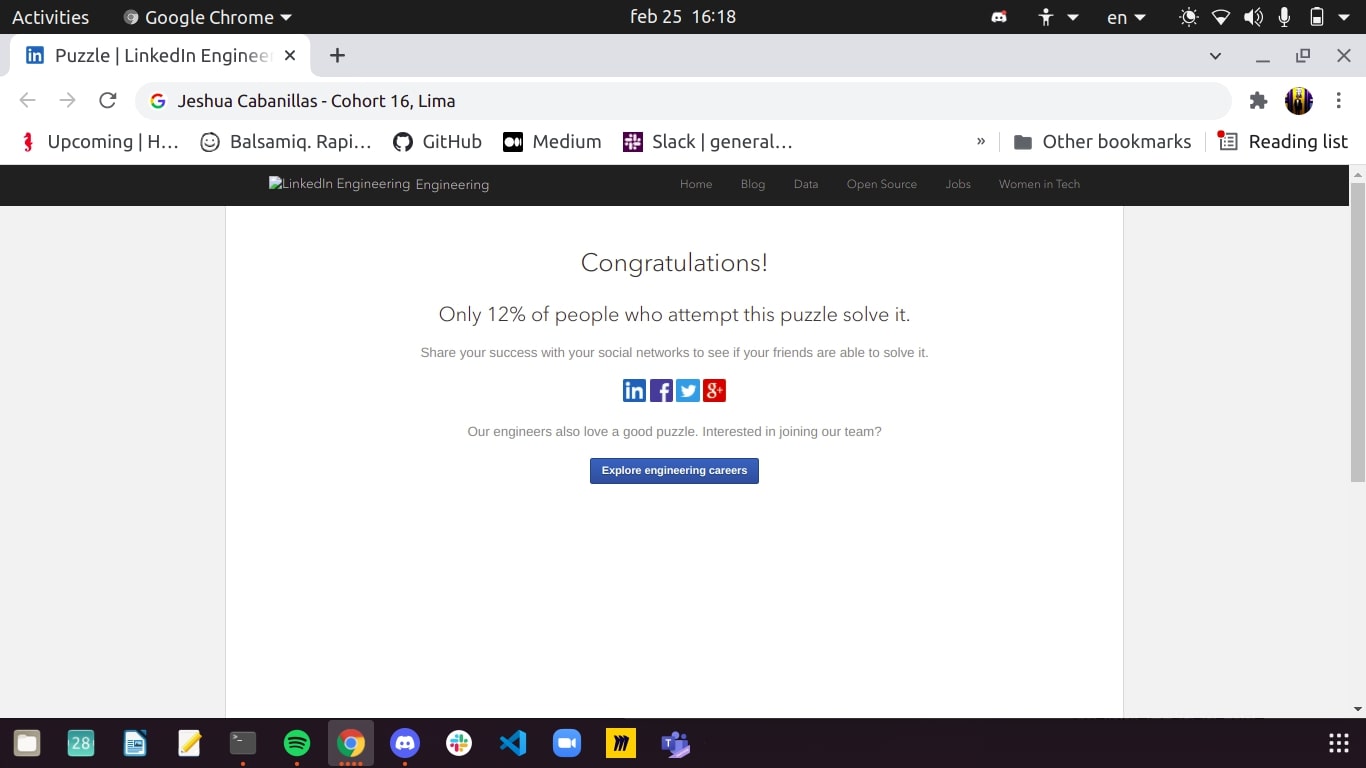 Activities Google Chrome feb 25 16:18 en
Puzzle | LinkedIn Engineer
Jeshua Cabanillas - Cohort 16, Lima
Upcoming | H... Balsamiq. Rapi... GitHub Medium Slack | general... » Other bookmarks Reading list
LinkedIn Engineering Engineering Home Blog Data Open Source Jobs Women in Tech
Congratulations!
Only 12% of people who attempt this puzzle solve it.
Share your success with your social networks to see if your friends are able to solve it.
in f g+
Our engineers also love a good puzzle. Interested in joining our team?
Explore engineering careers
28